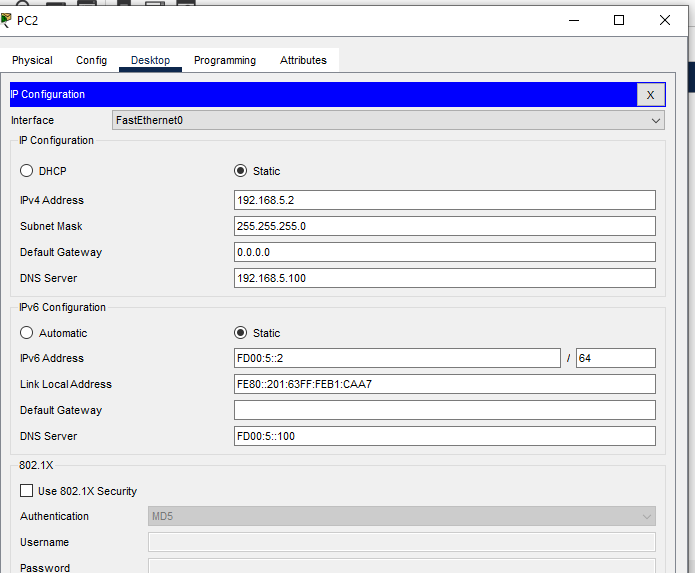 PC2
Physical Config Desktop Programming Attributes
IP Configuration X
Interface FastEthernet0
IP Configuration
DHCP Static
IPv4 Address 192.168.5.2
Subnet Mask 255.255.255.0
Default Gateway 0.0.0.0
DNS Server 192.168.5.100
IPv6 Configuration
Automatic Static
IPv6 Address FD00:5::2 / 64
Link Local Address FE80::201:63FF:FEB1:CAA7
Default Gateway
DNS Server FD00:5::100
802.1X
Use 802.1X Security
Authentication MD5
Username
Password